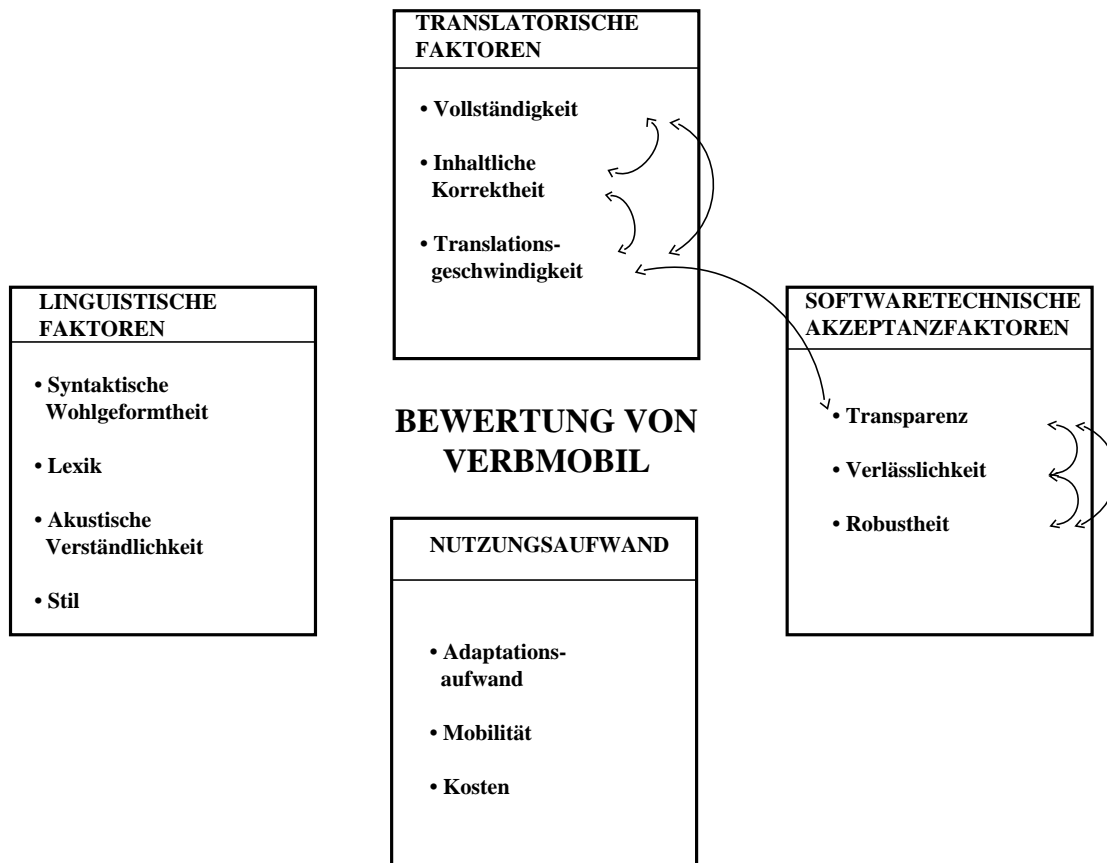 TRANSLATORISCHE
FAKTOREN
• Vollständigkeit
• Inhaltliche
Korrektheit
• Translations-
geschwindigkeit
LINGUISTISCHE
FAKTOREN
• Syntaktische
Wohlgeformtheit
• Lexik
• Akustische
Verständlichkeit
• Stil
SOFTWARETECHNISCHE
AKZEPTANZFAKTOREN
• Transparenz
• Verlässlichkeit
• Robustheit
BEWERTUNG VON
VERBMOBIL
NUTZUNGSAUFWAND
• Adaptations-
aufwand
• Mobilität
• Kosten